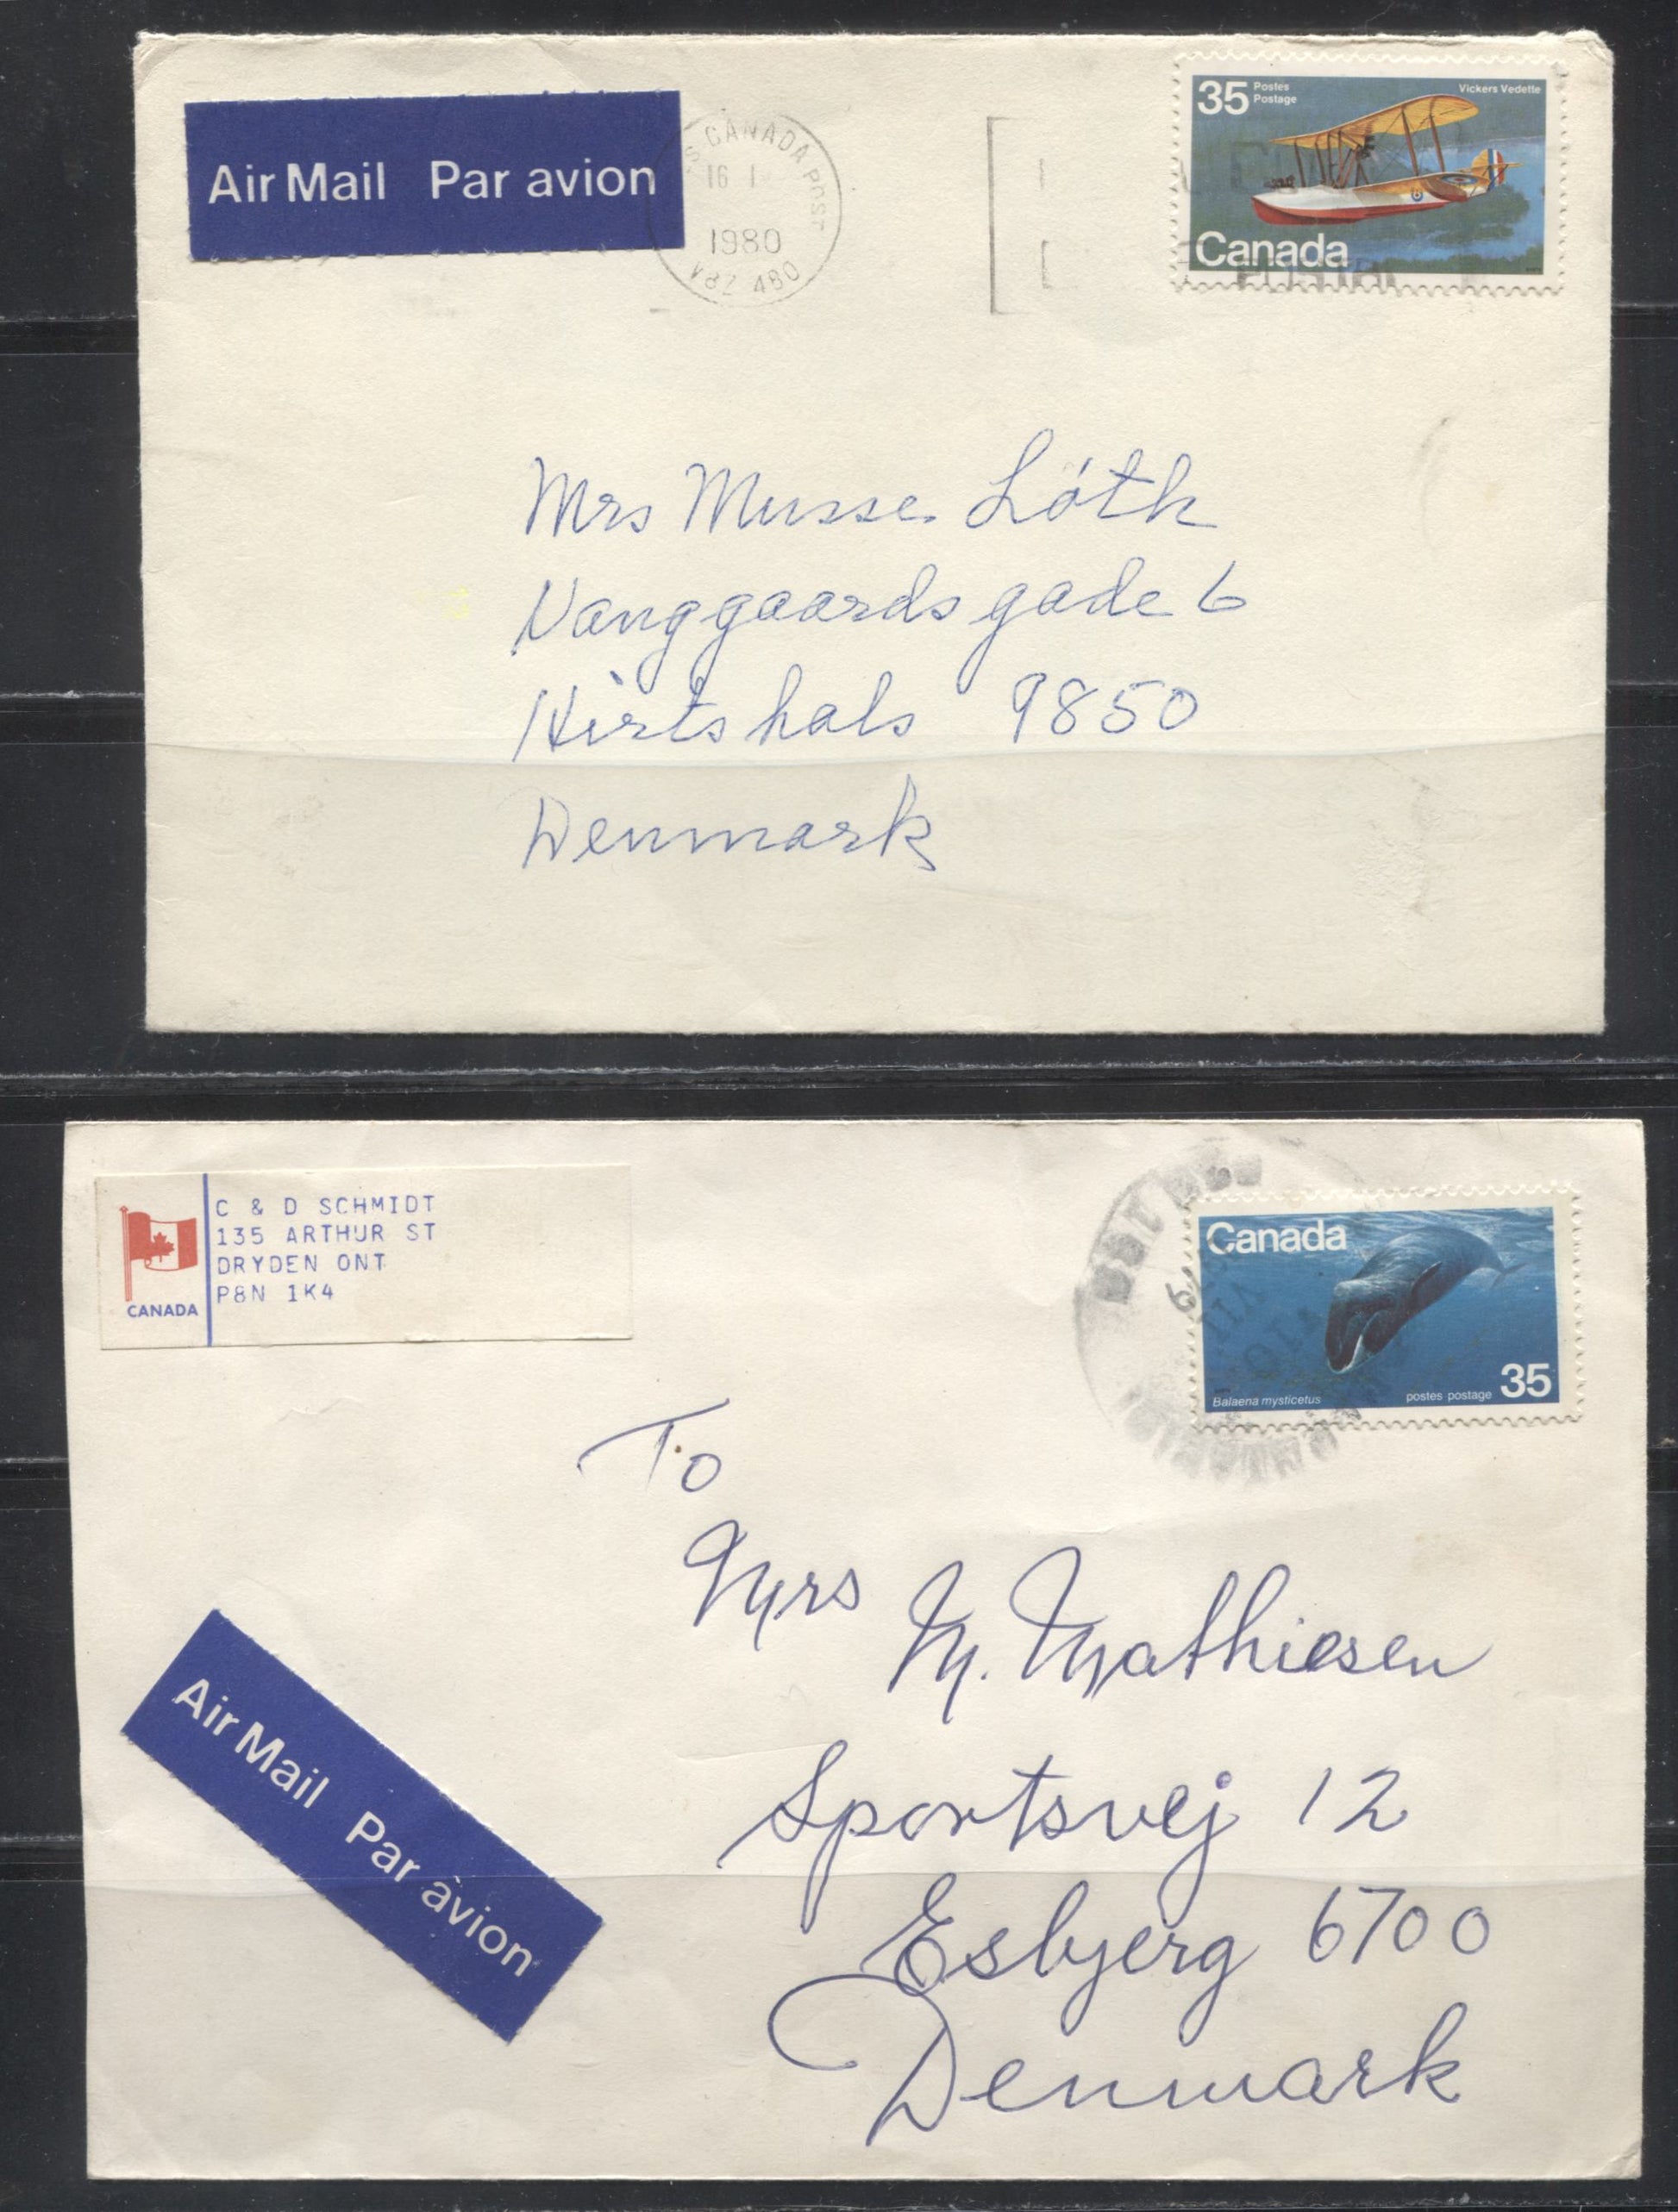 Air Mail Par avion
CANADA POST
16 I
1980
V8Z 4B0
35 Postes
Postage
Vickers Vedette
Canada
Mrs Musse Lóth
Vanggaardsgade 6
Hirtshals 9850
Denmark
C & D SCHMIDT
135 ARTHUR ST
DRYDEN ONT
P8N 1K4
CANADA
Canada
Balaena mysticetus
postes postage 35
To
Mrs M. Mathiesen
Sportsvej 12
Esbjerg 6700
Denmark
Air Mail Par avion